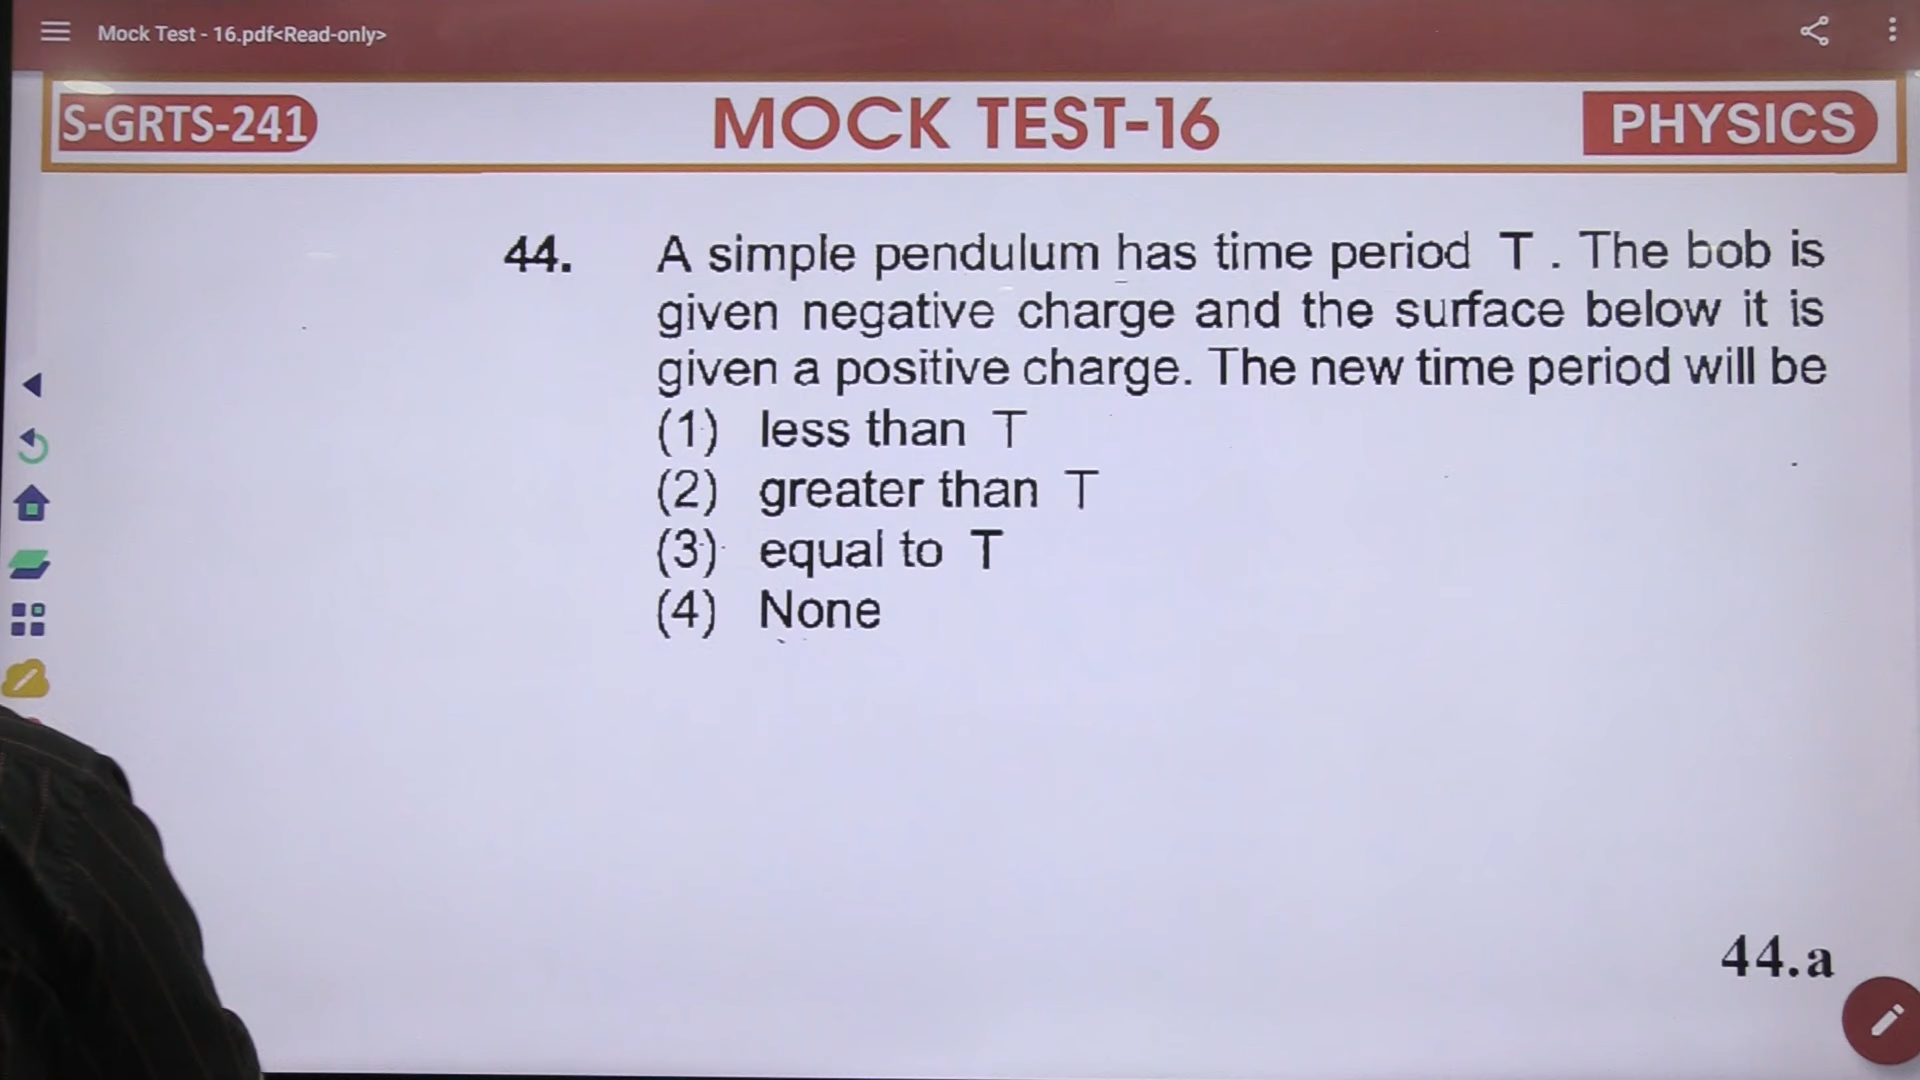 Mock Test - 16.pdf<Read-only>
S-GRTS-241
MOCK TEST-16
PHYSICS
44. A simple pendulum has time period T. The bob is
given negative charge and the surface below it is
given a positive charge. The new time period will be
(1) less than T
(2) greater than T
(3) equal to T
(4) None
44.a